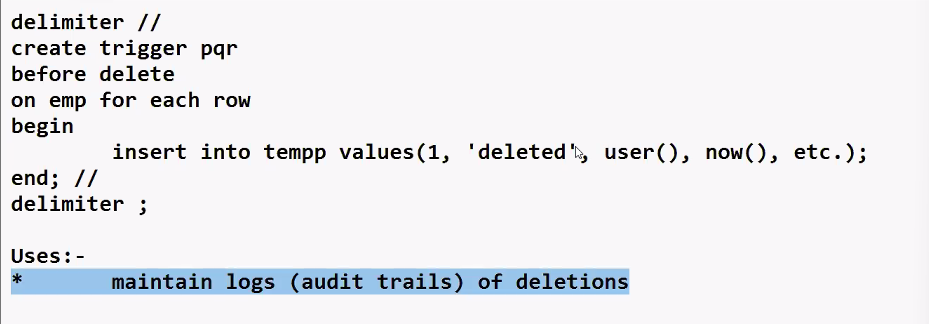 delimiter //
create trigger pqr
before delete
on emp for each row
begin
insert into tempp values(1, 'deleted', user(), now(), etc.);
end; //
delimiter ;
Uses:-
* maintain logs (audit trails) of deletions